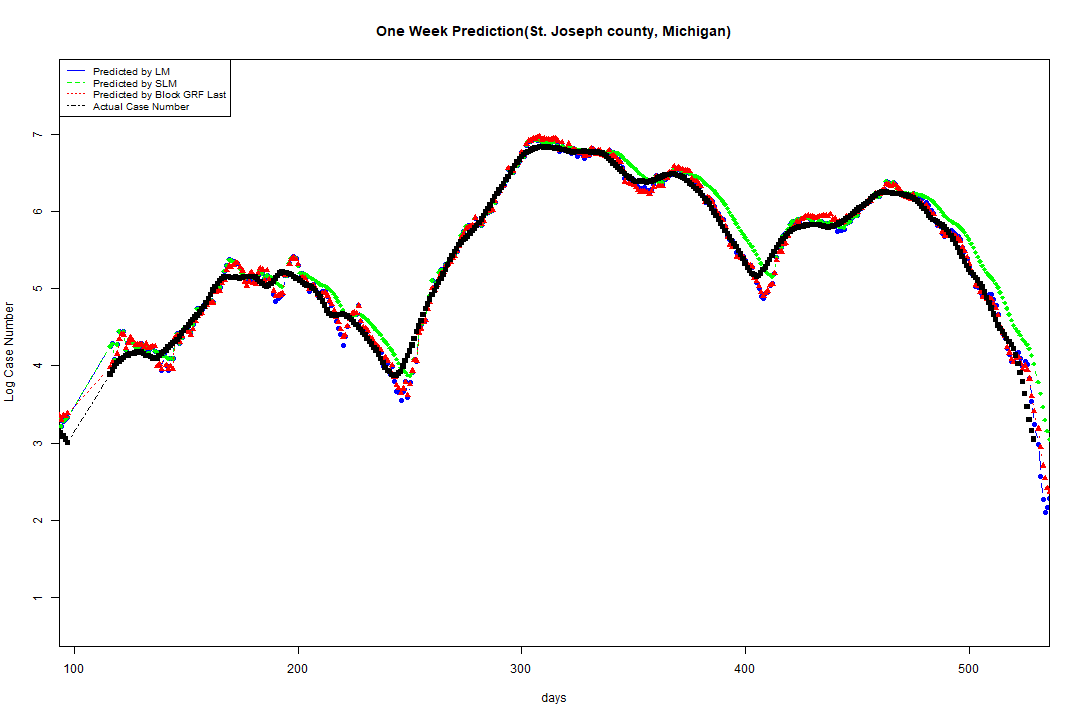 One Week Prediction(St. Joseph county, Michigan)
Predicted by LM
Predicted by SLM
Predicted by Block GRF Last
Actual Case Number
7
6
5
4
3
2
1
Log Case Number
100 200 300 400 500
days